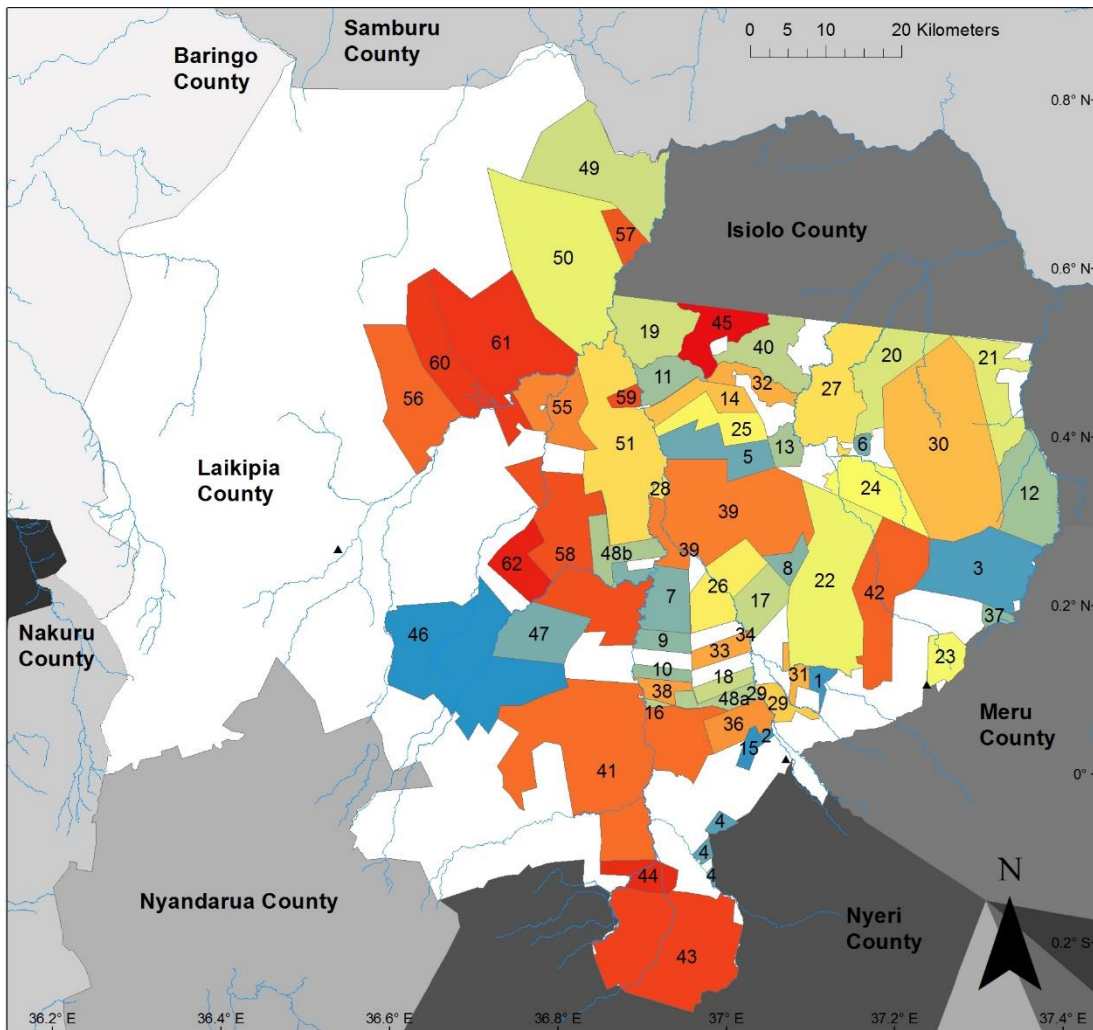 Samburu
County
Baringo
County
0 5 10 20 Kilometers
0.8° N
49
Isiolo County
57
50
0.6° N
45
19
40
20
21
61
60
11
32
27
59
14
56
55
25
51
13
6
30
0.4° N
5
Laikipia
County
24
12
28
39
48b
39
58
8
3
62
22
42
7
26
17
37
0.2° N
46
47
9
34
33
23
Nakuru
County
10
18
31
1
38
48a
29
29
16
36
2
15
Meru
County
41
0°
4
4
44
4
N
Nyandarua County
Nyeri
County
43
0.2° S
36.2° E 36.4° E 36.6° E 36.8° E 37° E 37.2° E 37.4° E